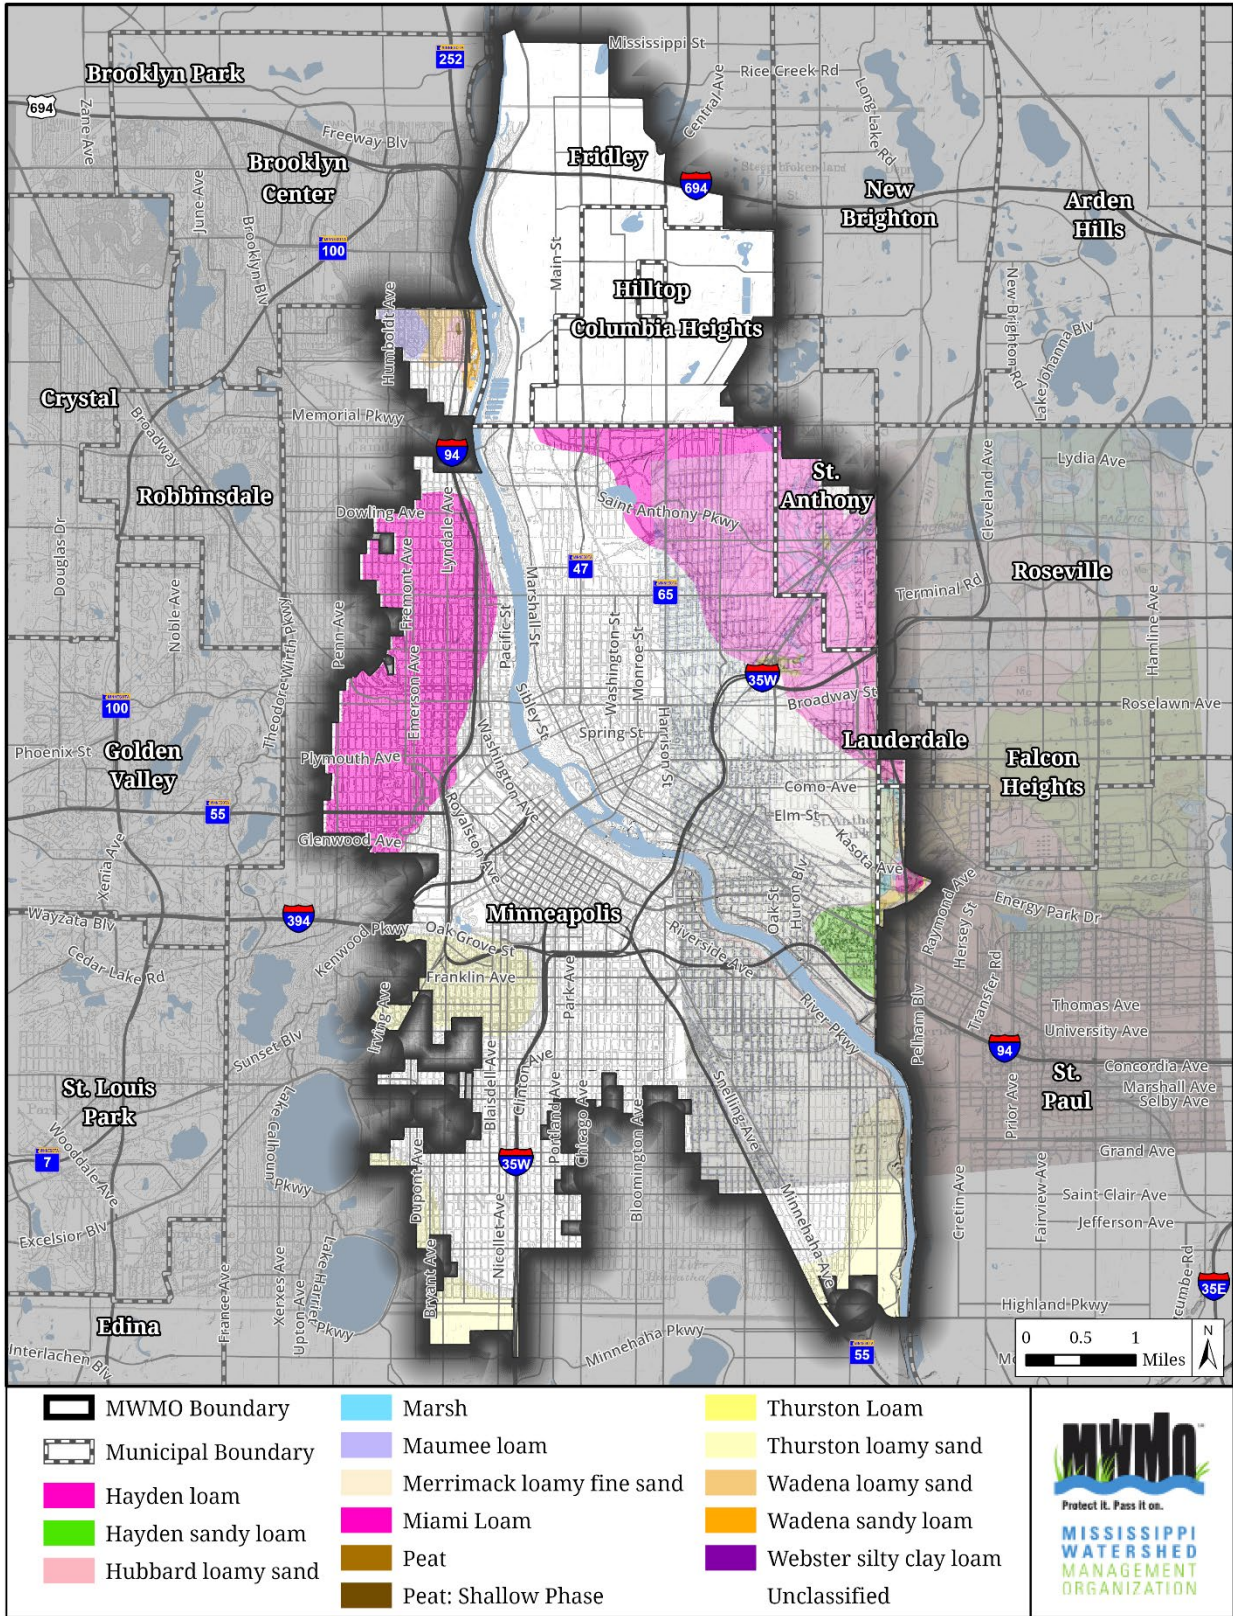 Mississippi St
252
Rice Creek Rd
Brooklyn Park
Central Ave
Long Lake Rd
694
Zane Ave
Freeway Blv
Brooklyn
Center
Fridley
694
New
Brighton
Arden
Hills
June Ave
Brooklyn Blv
100
Main St
Hilltop
Columbia Heights
New Brighton Rd
Lake Johanna Blv
Humboldt Ave
Crystal
Broadway
Memorial Pkwy
94
Robbinsdale
St.
Anthony
Cleveland Ave
Lydia Ave
Dowling Ave
Lyndale Ave
Saint Anthony Pkwy
Douglas Dr
Noble Ave
Theodore Wirth Pkwy
Penn Ave
Fremont Ave
Emerson Ave
Pacific St
Marshall St
47
65
Washington St
Monroe St
Terminal Rd
Roseville
Hamline Ave
100
Sibley St
35W
Broadway St
Roselawn Ave
Phoenix St
Golden
Valley
Plymouth Ave
Washington Ave
Spring St
Harrison St
Lauderdale
Falcon
Heights
55
Xenia Ave
Glenwood Ave
Royalston Ave
Como Ave
Elm St
Kasota Ave
Oak St
Huron Blv
Raymond Ave
Hersey St
Energy Park Dr
Wayzata Blv
394
Kenwood Pkwy
Minneapolis
Oak Grove St
Riverside Ave
Cedar Lake Rd
Franklin Ave
Park Ave
River Pkwy
Transfer Rd
Pelham Blv
Thomas Ave
University Ave
94
Concordia Ave
Marshall Ave
Selby Ave
Irving Ave
Sunset Blv
St. Louis
Park
Lake Calhoun Pkwy
Blaisdell Ave
Clinton Ave
Portland Ave
Chicago Ave
Bloomington Ave
Snelling Ave
St.
Paul
Prior Ave
7
Wooddale Ave
35W
Grand Ave
Dupont Ave
Nicollet Ave
Minnehaha Ave
Cretin Ave
Fairview Ave
Saint Clair Ave
Jefferson Ave
Excelsior Blv
Bryant Ave
Lake Harriet Pkwy
Xerxes Ave
Upton Ave
France Ave
Edina
Interlachen Blv
Minnehaha Pkwy
55
Highland Pkwy
35E
0 0.5 1
Miles
N
MWMO Boundary
Municipal Boundary
Hayden loam
Hayden sandy loam
Hubbard loamy sand
Marsh
Maumee loam
Merrimack loamy fine sand
Miami Loam
Peat
Peat: Shallow Phase
Thurston Loam
Thurston loamy sand
Wadena loamy sand
Wadena sandy loam
Webster silty clay loam
Unclassified
MWMO
Protect it. Pass it on.
MISSISSIPPI
WATERSHED
MANAGEMENT
ORGANIZATION